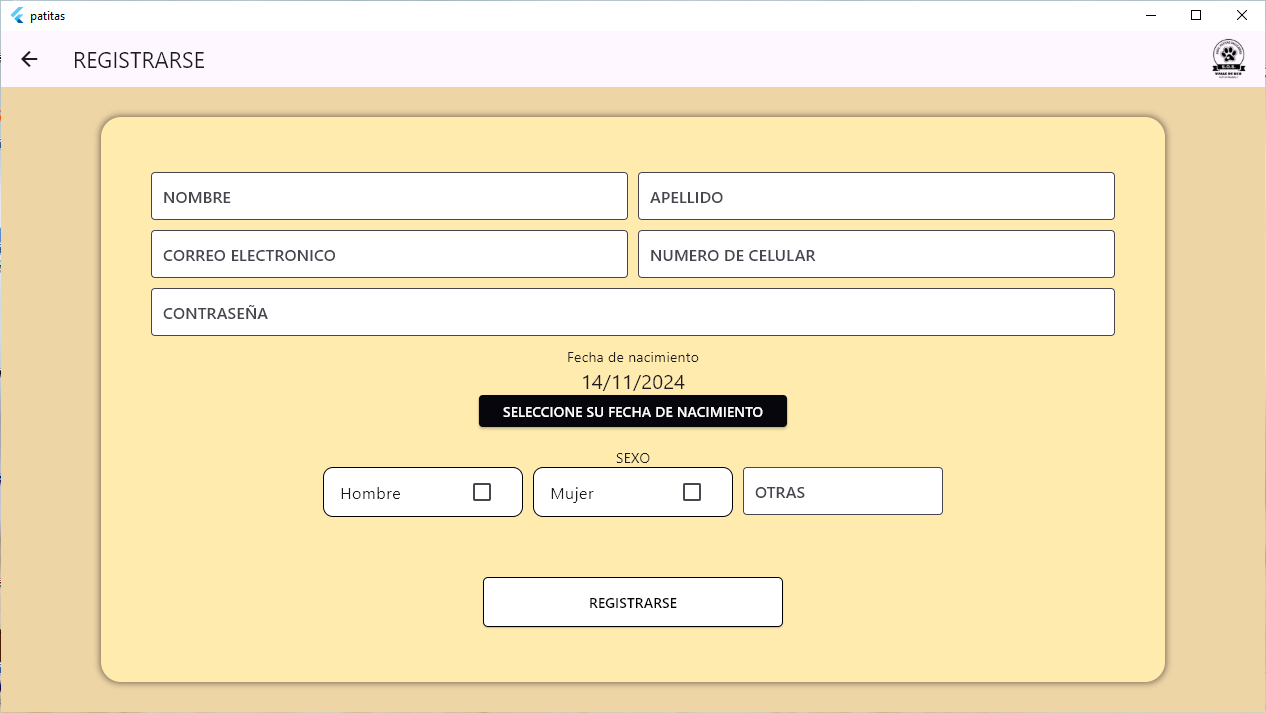 patitas
REGISTRARSE
NOMBRE
APELLIDO
CORREO ELECTRONICO
NUMERO DE CELULAR
CONTRASEÑA
Fecha de nacimiento
14/11/2024
SELECCIONE SU FECHA DE NACIMIENTO
SEXO
Hombre
Mujer
OTRAS
REGISTRARSE